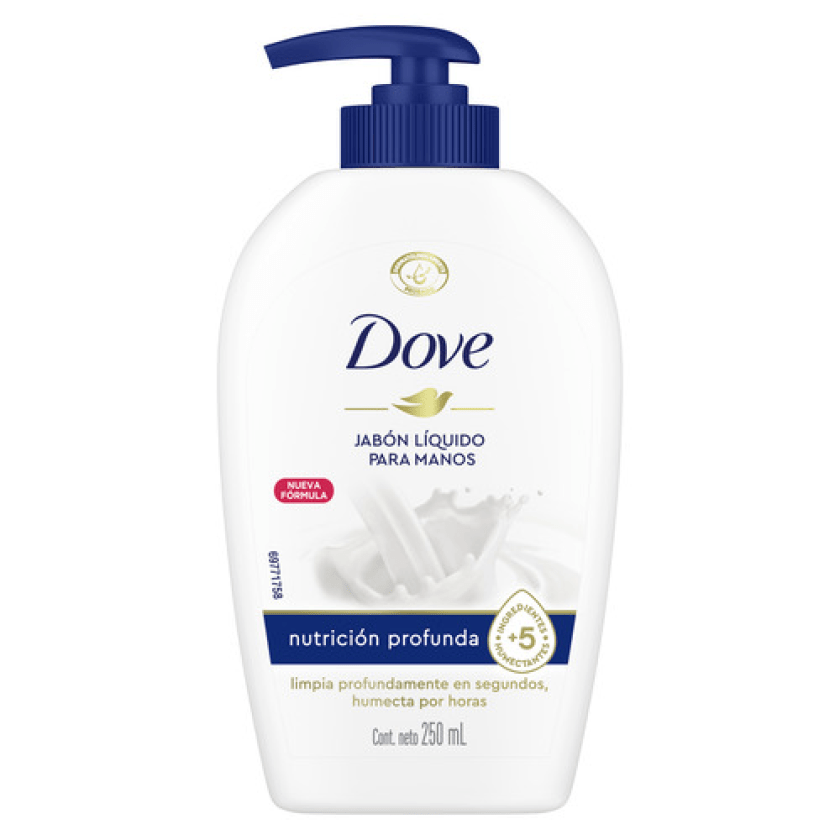 Dove
JABÓN LÍQUIDO
PARA MANOS
NUEVA
FÓRMULA
69771758
nutrición profunda
INGREDIENTES
+5
HUMECTANTES
limpia profundamente en segundos,
humecta por horas
Cont. neto 250 mL